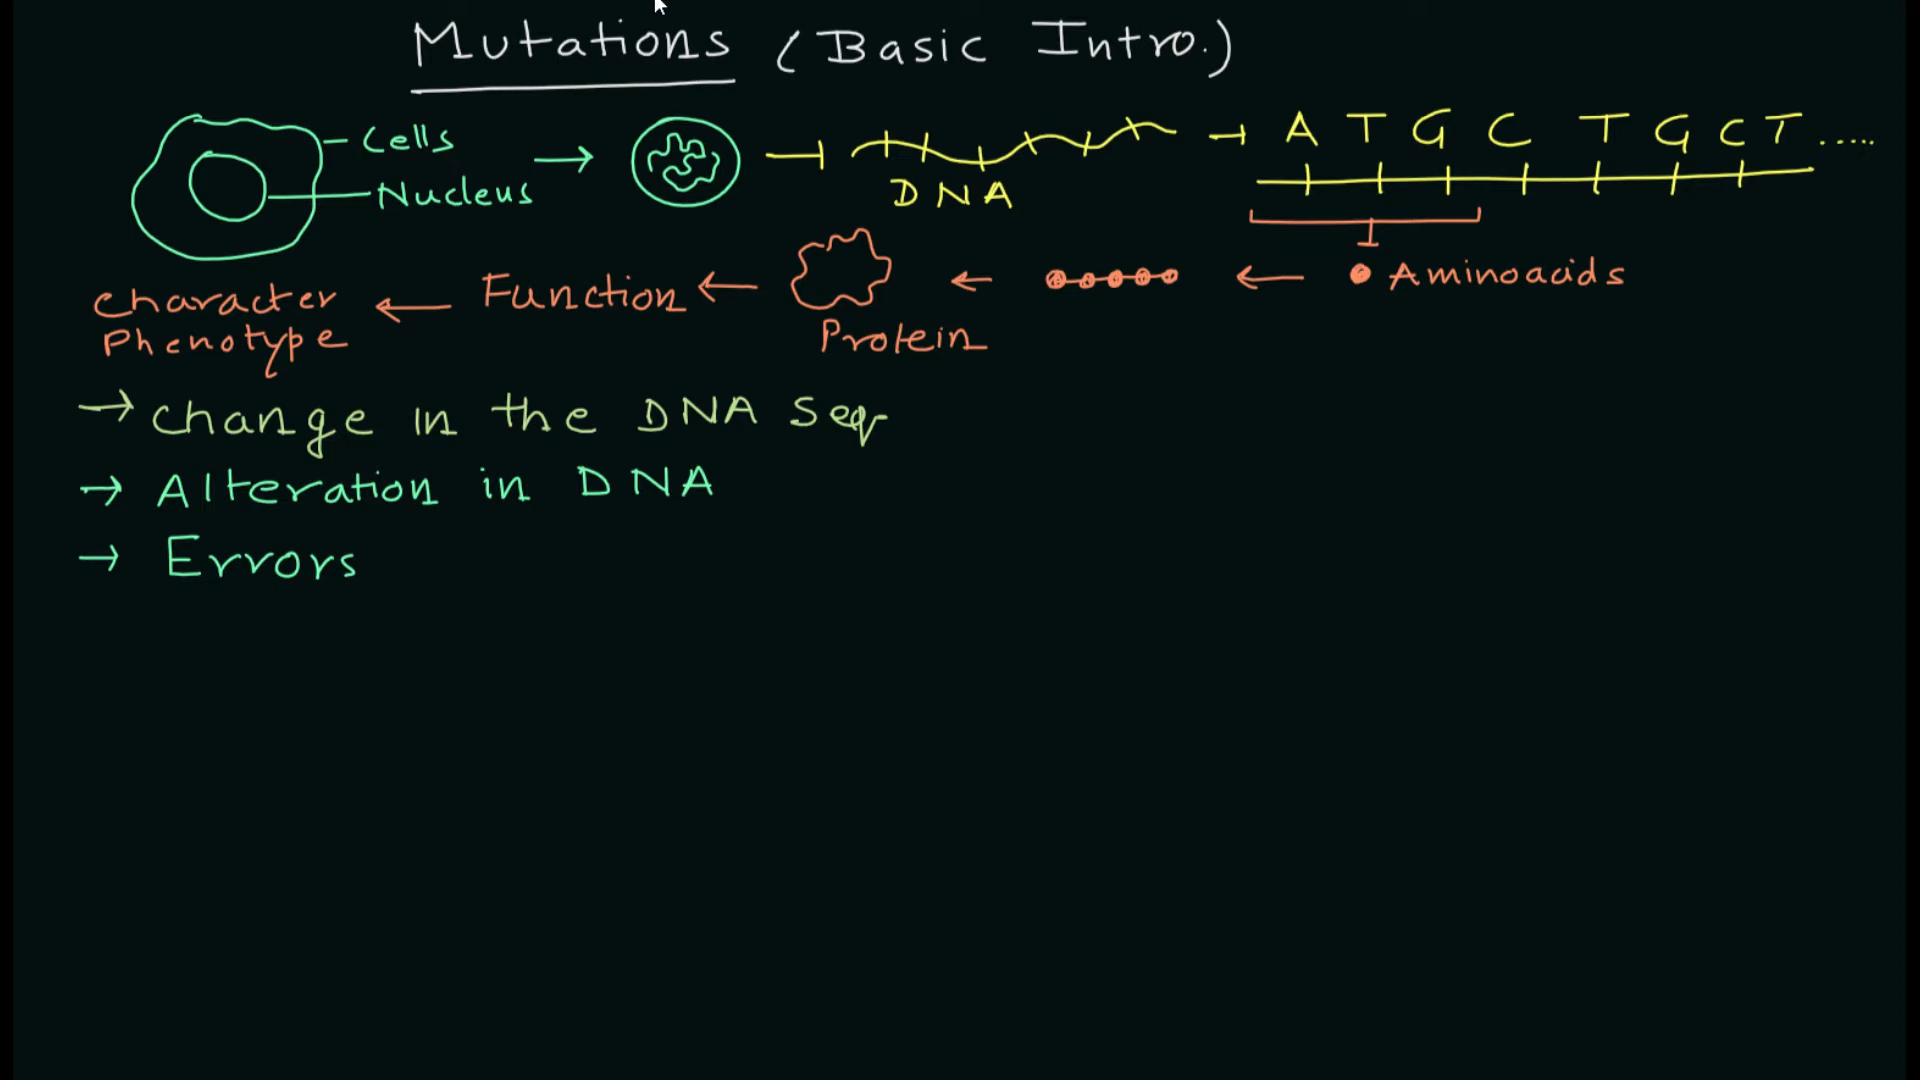 Mutations (Basic Intro.)
Cells
Nucleus
DNA
A T G C T G C T .....
Aminoacids
Protein
Function
Character
Phenotype
→ Change in the DNA Seq
→ Alteration in DNA
→ Errors